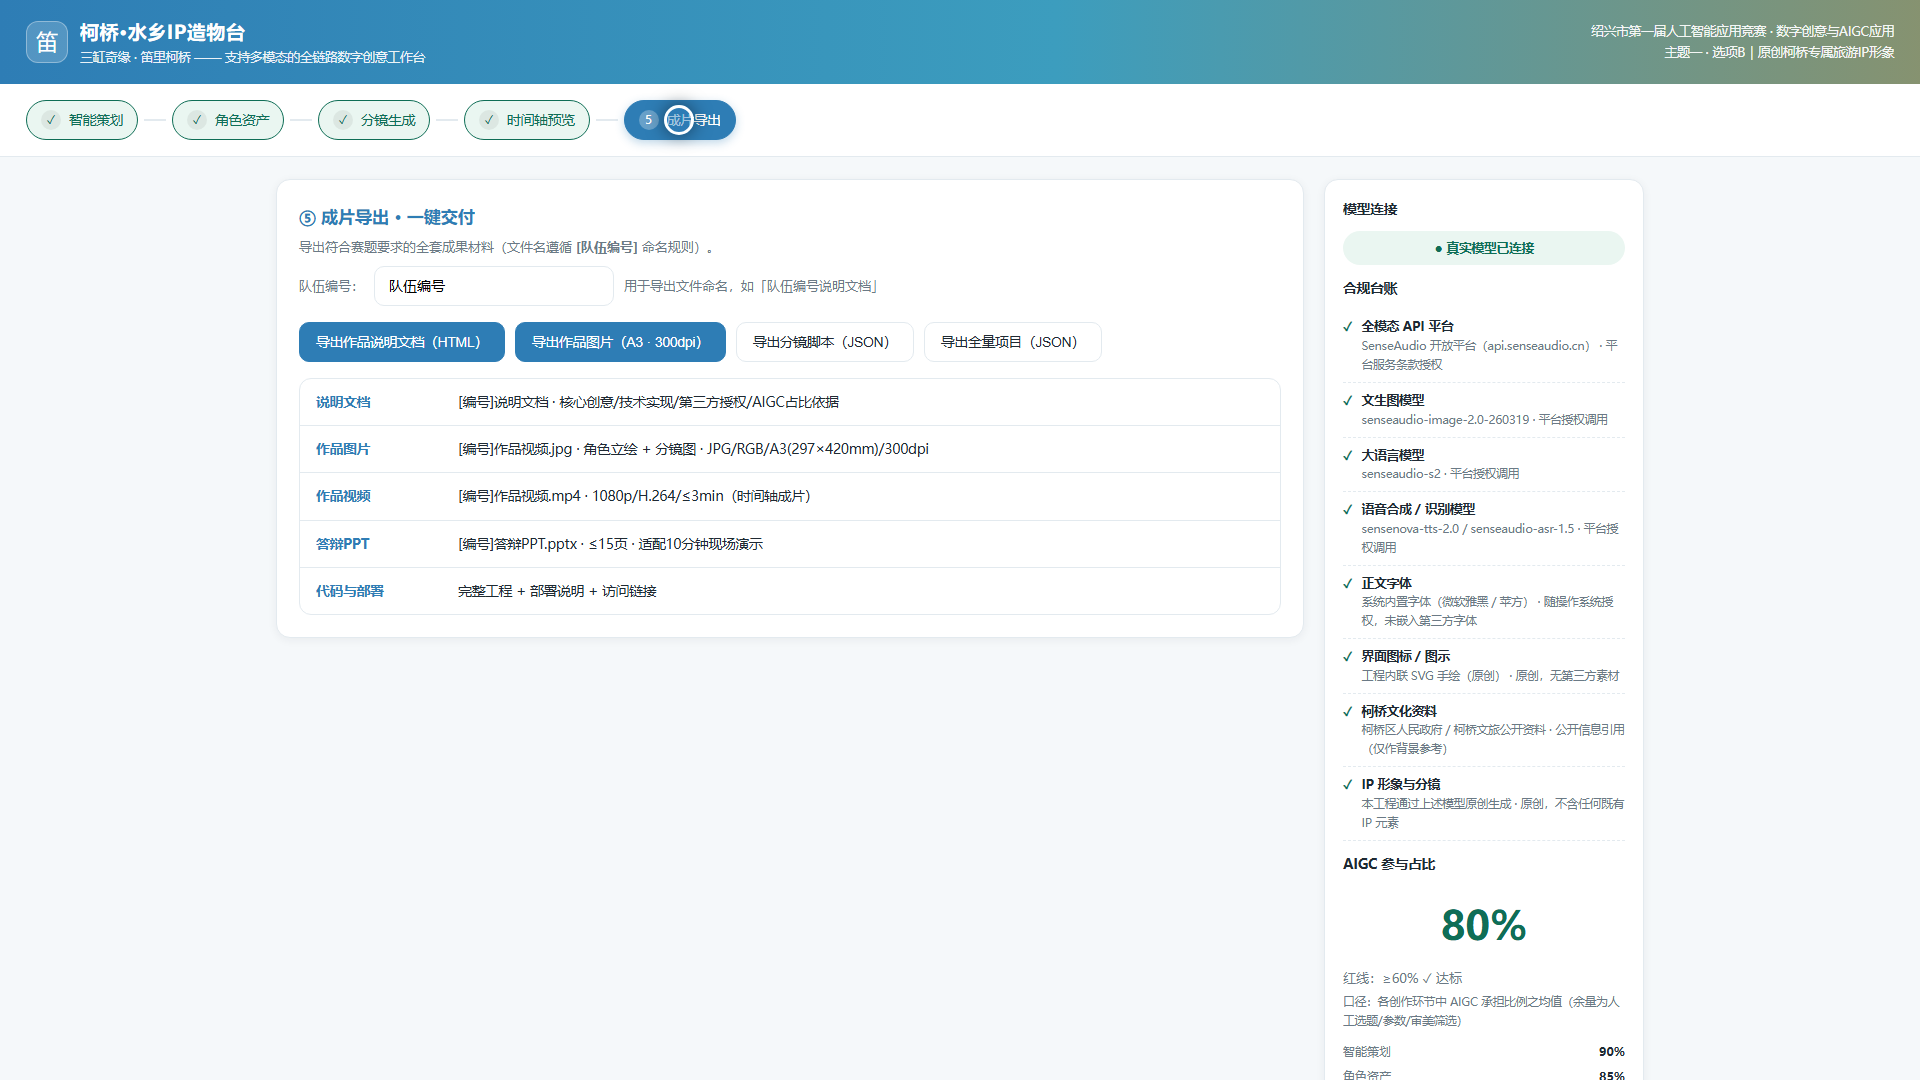 笛
柯桥·水乡IP造物台
三缸奇缘 · 笛里柯桥 —— 支持多模态的全链路数字创意工作台
绍兴市第一届人工智能应用竞赛 · 数字创意与AIGC应用
主题一 · 选项B | 原创柯桥专属旅游IP形象
✓ 智能策划
✓ 角色资产
✓ 分镜生成
✓ 时间轴预览
5 成片导出
⑤ 成片导出 · 一键交付
导出符合赛题要求的全套成果材料（文件名遵循 [队伍编号] 命名规则）。
队伍编号： 队伍编号 用于导出文件命名，如「队伍编号说明文档」
导出作品说明文档（HTML） 导出作品图片（A3 · 300dpi） 导出分镜脚本（JSON） 导出全量项目（JSON）
说明文档 [编号]说明文档 · 核心创意/技术实现/第三方授权/AIGC占比依据
作品图片 [编号]作品视频.jpg · 角色立绘 + 分镜图 · JPG/RGB/A3(297×420mm)/300dpi
作品视频 [编号]作品视频.mp4 · 1080p/H.264/≤3min（时间轴成片）
答辩PPT [编号]答辩PPT.pptx · ≤15页 · 适配10分钟现场演示
代码与部署 完整工程 + 部署说明 + 访问链接
模型连接
● 真实模型已连接
合规台账
✓ 全模态 API 平台
SenseAudio 开放平台（api.senseaudio.cn） · 平
台服务条款授权
✓ 文生图模型
senseaudio-image-2.0-260319 · 平台授权调用
✓ 大语言模型
senseaudio-s2 · 平台授权调用
✓ 语音合成 / 识别模型
sensenova-tts-2.0 / senseaudio-asr-1.5 · 平台授
权调用
✓ 正文字体
系统内置字体（微软雅黑 / 苹方） · 随操作系统授
权，未嵌入第三方字体
✓ 界面图标 / 图示
工程内联 SVG 手绘（原创） · 原创，无第三方素材
✓ 柯桥文化资料
柯桥区人民政府 / 柯桥文旅公开资料 · 公开信息引用
（仅作背景参考）
✓ IP 形象与分镜
本工程通过上述模型原创生成 · 原创，不含任何既有
IP 元素
AIGC 参与占比
80%
红线：≥60% ✓ 达标
口径：各创作环节中 AIGC 承担比例之均值（余量为人
工选题/参数/审美筛选）
智能策划 90%
角色资产 85%